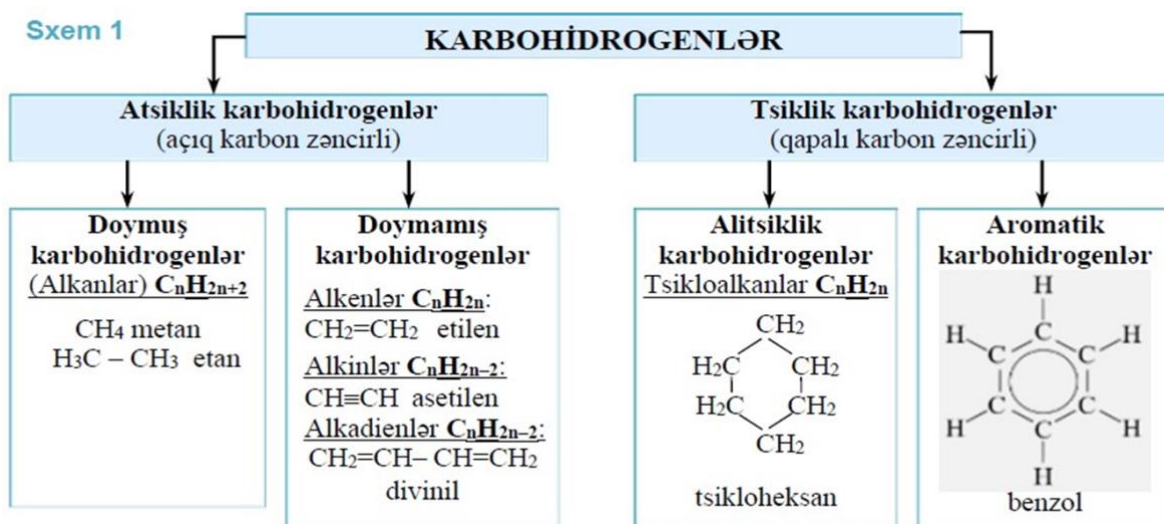 Sxem 1
KARBOHİDROGENLƏR
Atsiklik karbohidrogenlər
(açıq karbon zəncirli)
Tsiklik karbohidrogenlər
(qapalı karbon zəncirli)
Doymuş
karbohidrogenlər
(Alkanlar) CnH2n+2
CH4 metan
H3C – CH3 etan
Doymamış
karbohidrogenlər
Alkenlər CnH2n:
CH2=CH2 etilen
Alkinlər CnH2n–2:
CH≡CH asetilen
Alkadienlər CnH2n–2:
CH2=CH– CH=CH2
divinil
Alitsiklik
karbohidrogenlər
Tsikloalkanlar CnH2n
CH2
H2C CH2
H2C CH2
CH2
tsikloheksan
Aromatik
karbohidrogenlər
H
H C H
C C
C C
H C H
H
benzol